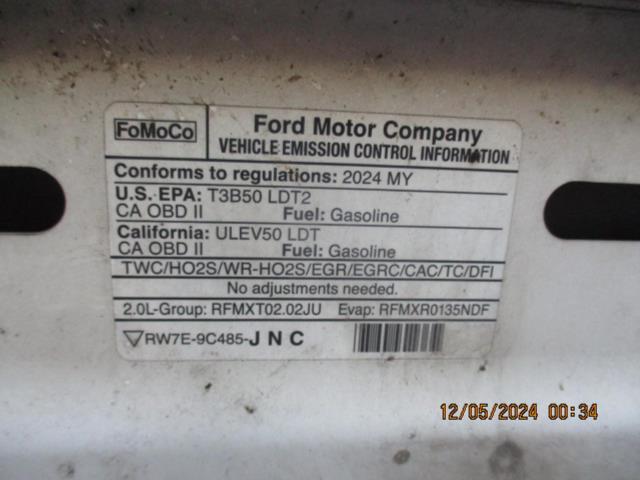 FoMoCo
Ford Motor Company
VEHICLE EMISSION CONTROL INFORMATION
Conforms to regulations: 2024 MY
U.S. EPA: T3B50 LDT2
CA OBD II Fuel: Gasoline
California: ULEV50 LDT
CA OBD II Fuel: Gasoline
TWC/HO2S/WR-HO2S/EGR/EGRC/CAC/TC/DFI
No adjustments needed.
2.0L-Group: RFMXT02.02JU Evap: RFMXR0135NDF
RW7E-9C485-J N C
12/05/2024 00:34